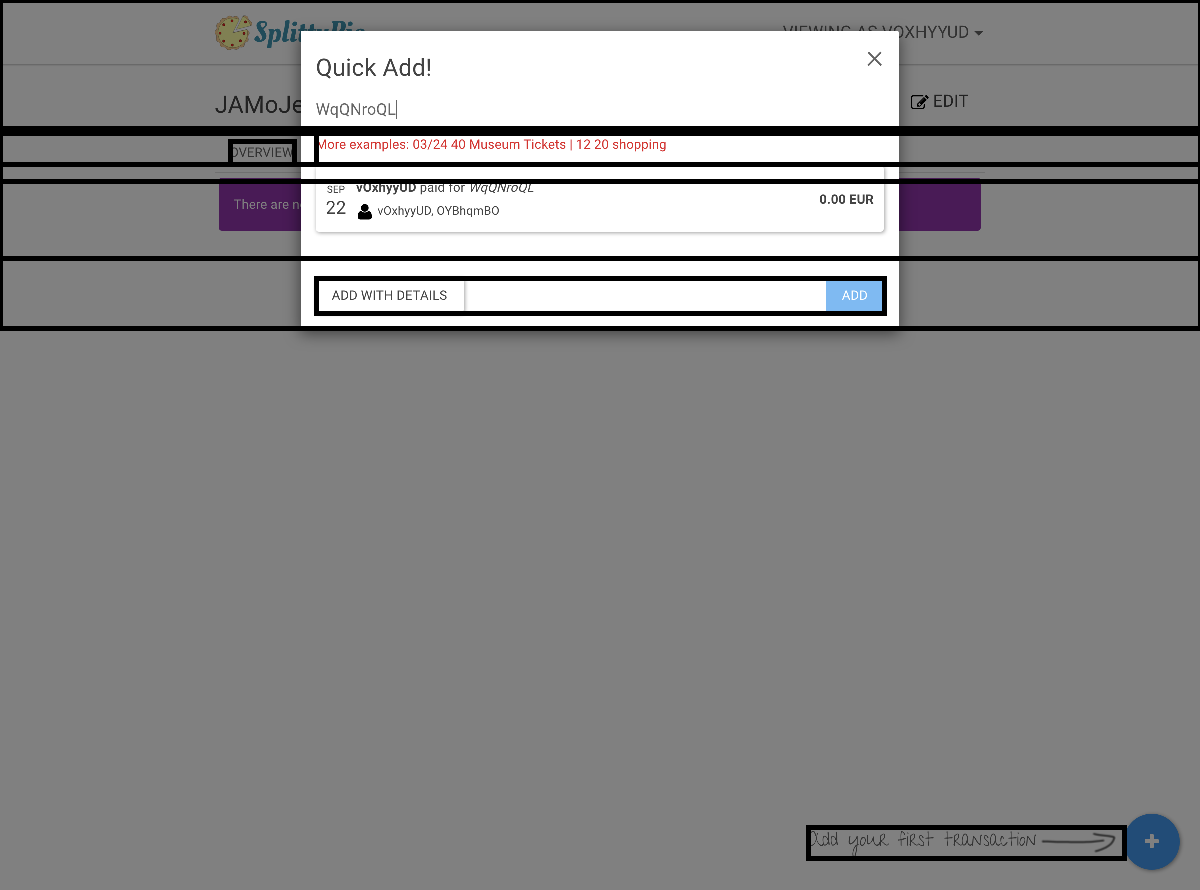 SplittyPie
VIEWING AS VOXHYYUD
Quick Add!
JAMoJe
EDIT
WqQNroQL
OVERVIEW
More examples: 03/24 40 Museum Tickets | 12 20 shopping
There are n
SEP
22
vOxhyyUD paid for WqQNroQL
vOxhyyUD, OYBhqmBO
0.00 EUR
ADD WITH DETAILS
ADD
Add your first transaction